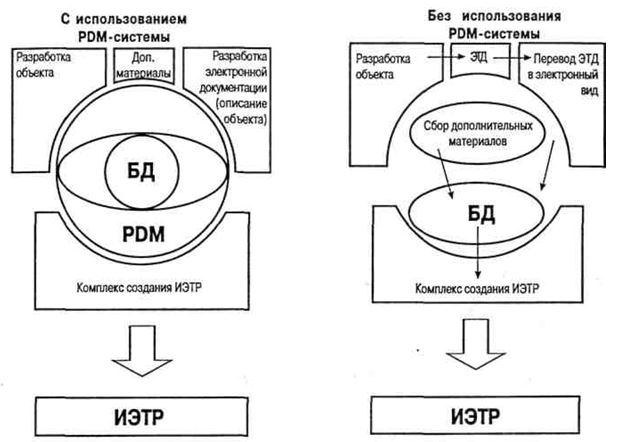 С использованием
PDM-системы
Разработка
объекта
Доп.
материалы
Разработка
электронной
документации
(описание
объекта)
БД
PDM
Комплекс создания ИЭТР
ИЭТР
Без использования
PDM-системы
Разработка
объекта
ЭТД
Перевод ЭТД
в электронный
вид
Сбор дополнительных
материалов
БД
Комплекс создания ИЭТР
ИЭТР